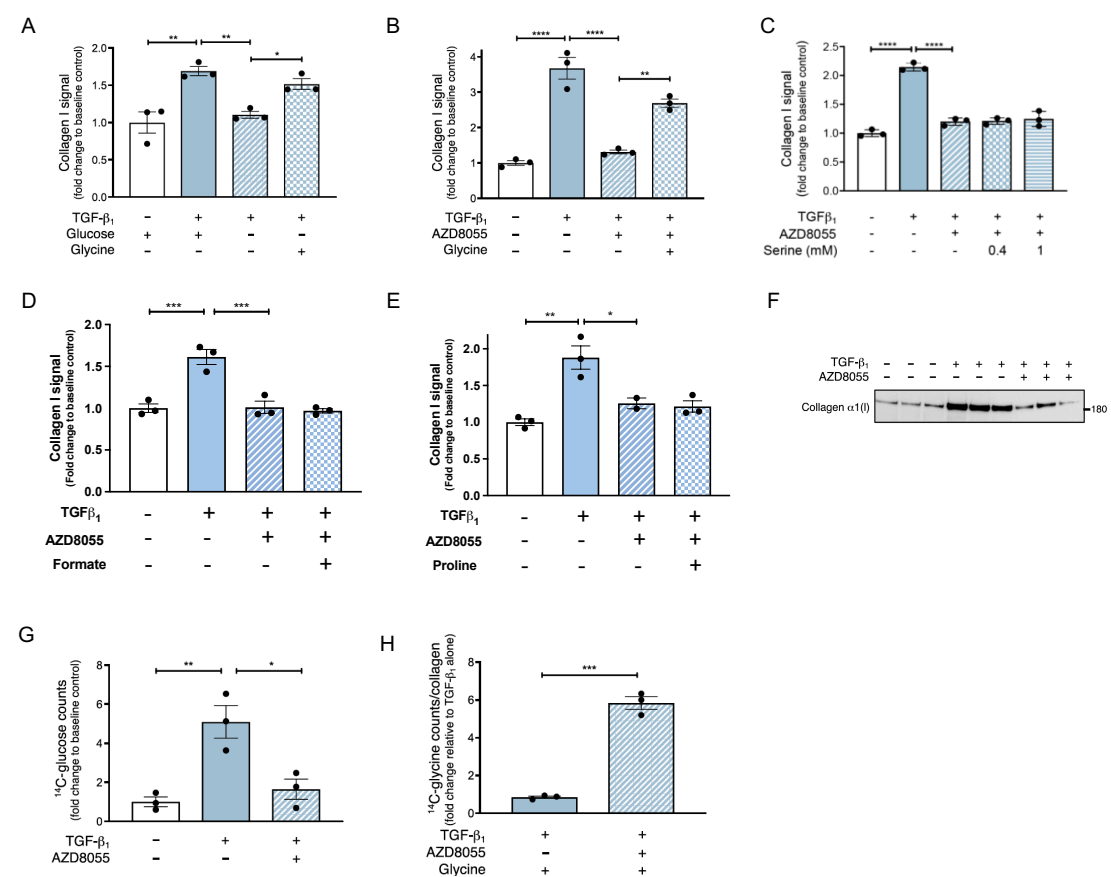 A
Collagen I signal
(fold change to baseline control)
2.0
1.5
1.0
0.5
0.0
**
**
*
TGF-β₁ – + + +
Glucose + + – –
Glycine – – – +
B
Collagen I signal
(fold change to baseline control)
4
3
2
1
0
****
****
**
TGF-β₁ – + + +
AZD8055 – – + +
Glycine – – – +
C
Collagen I signal
(fold change to baseline control)
2.5
2.0
1.5
1.0
0.5
0.0
****
****
TGFβ₁ - + + + +
AZD8055 - - + + +
Serine (mM) - - - 0.4 1
D
Collagen I signal
(Fold change to baseline control)
2.0
1.5
1.0
0.5
0.0
***
***
TGFβ₁ – + + +
AZD8055 – – + +
Formate – – – +
E
Collagen I signal
(Fold change to baseline control)
2.0
1.5
1.0
0.5
0.0
**
*
TGFβ₁ – + + +
AZD8055 – – + +
Proline – – – +
F
TGF-β₁ – – – + + + + + +
AZD8055 – – – – – – + + +
Collagen α1(I)
180
G
¹⁴C-glucose counts
(fold change to baseline control)
8
6
4
2
0
**
*
TGF-β₁ – + +
AZD8055 – – +
H
¹⁴C-glycine counts/collagen
(fold change relative to TGF-β₁ alone)
8
6
4
2
0
***
TGF-β₁ + +
AZD8055 – +
Glycine + +